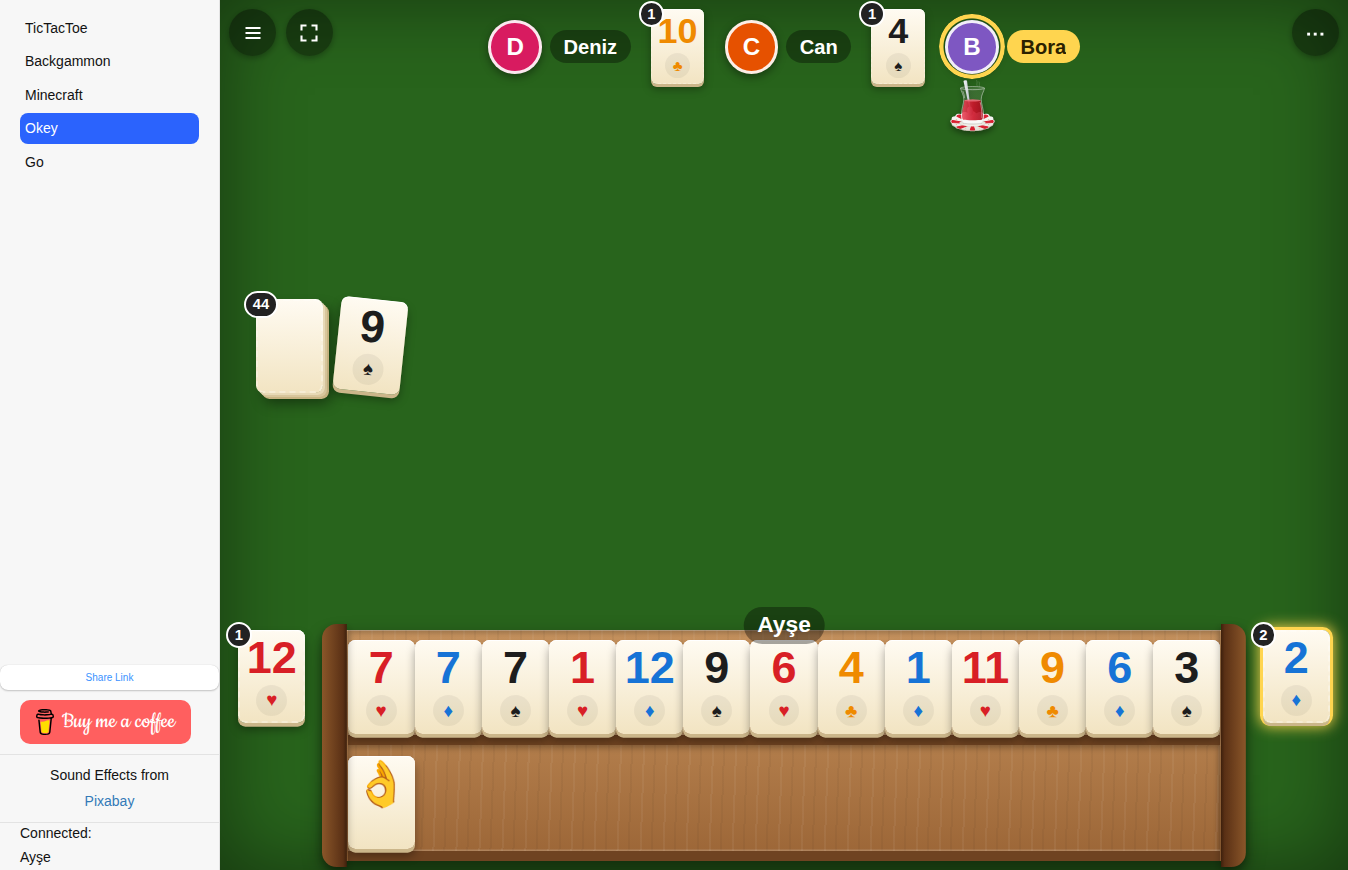 TicTacToe
Backgammon
Minecraft
Okey
Go
Share Link
Buy me a coffee
Sound Effects from
Pixabay
Connected:
Ayşe
D
Deniz
1
10
♣
C
Can
1
4
♠
B
Bora
...
44
9
♠
Ayşe
1
12
♥
7 7 7 1 12 9 6 4 1 11 9 6 3
♥ ♦ ♠ ♥ ♦ ♠ ♥ ♣ ♦ ♥ ♣ ♦ ♠
2
2
♦